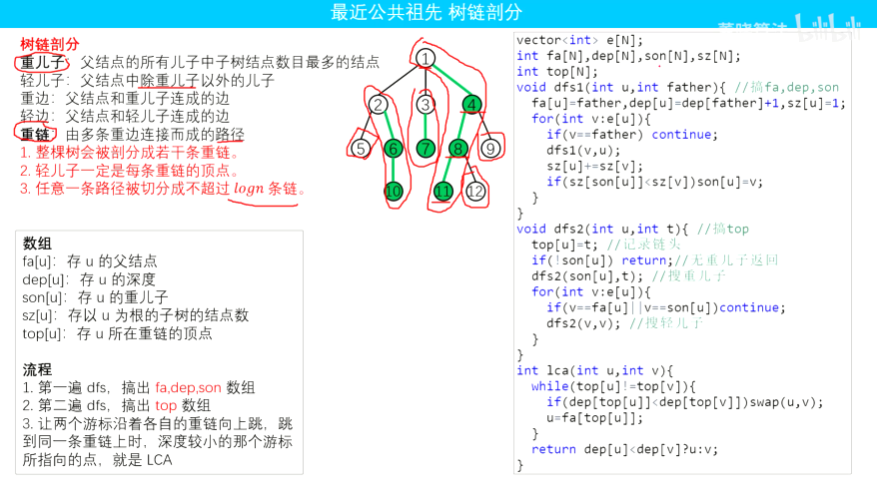 最近公共祖先 树链剖分
树链剖分
重儿子：父结点的所有儿子中子树结点数目最多的结点
轻儿子：父结点中除重儿子以外的儿子
重边：父结点和重儿子连成的边
轻边：父结点和轻儿子连成的边
重链：由多条重边连接而成的路径
1. 整棵树会被剖分成若干条重链。
2. 轻儿子一定是每条重链的顶点。
3. 任意一条路径被切分成不超过 logn 条链。
1
2 3 4
5 6 7 8 9
10 11 12
数组
fa[u]：存 u 的父结点
dep[u]：存 u 的深度
son[u]：存 u 的重儿子
sz[u]：存以 u 为根的子树的结点数
top[u]：存 u 所在重链的顶点
流程
1. 第一遍 dfs，搞出 fa,dep,son 数组
2. 第二遍 dfs，搞出 top 数组
3. 让两个游标沿着各自的重链向上跳，跳
到同一条重链上时，深度较小的那个游标
所指向的点，就是 LCA
vector<int> e[N];
int fa[N],dep[N],son[N],sz[N];
int top[N];
void dfs1(int u,int father){ //搞fa,dep,son
fa[u]=father,dep[u]=dep[father]+1,sz[u]=1;
for(int v:e[u]){
if(v==father) continue;
dfs1(v,u);
sz[u]+=sz[v];
if(sz[son[u]]<sz[v])son[u]=v;
}
}
void dfs2(int u,int t){ //搞top
top[u]=t; //记录链头
if(!son[u]) return;//无重儿子返回
dfs2(son[u],t); //搜重儿子
for(int v:e[u]){
if(v==fa[u]||v==son[u])continue;
dfs2(v,v); //搜轻儿子
}
}
int lca(int u,int v){
while(top[u]!=top[v]){
if(dep[top[u]]<dep[top[v]])swap(u,v);
u=fa[top[u]];
}
return dep[u]<dep[v]?u:v;
}
bilibili